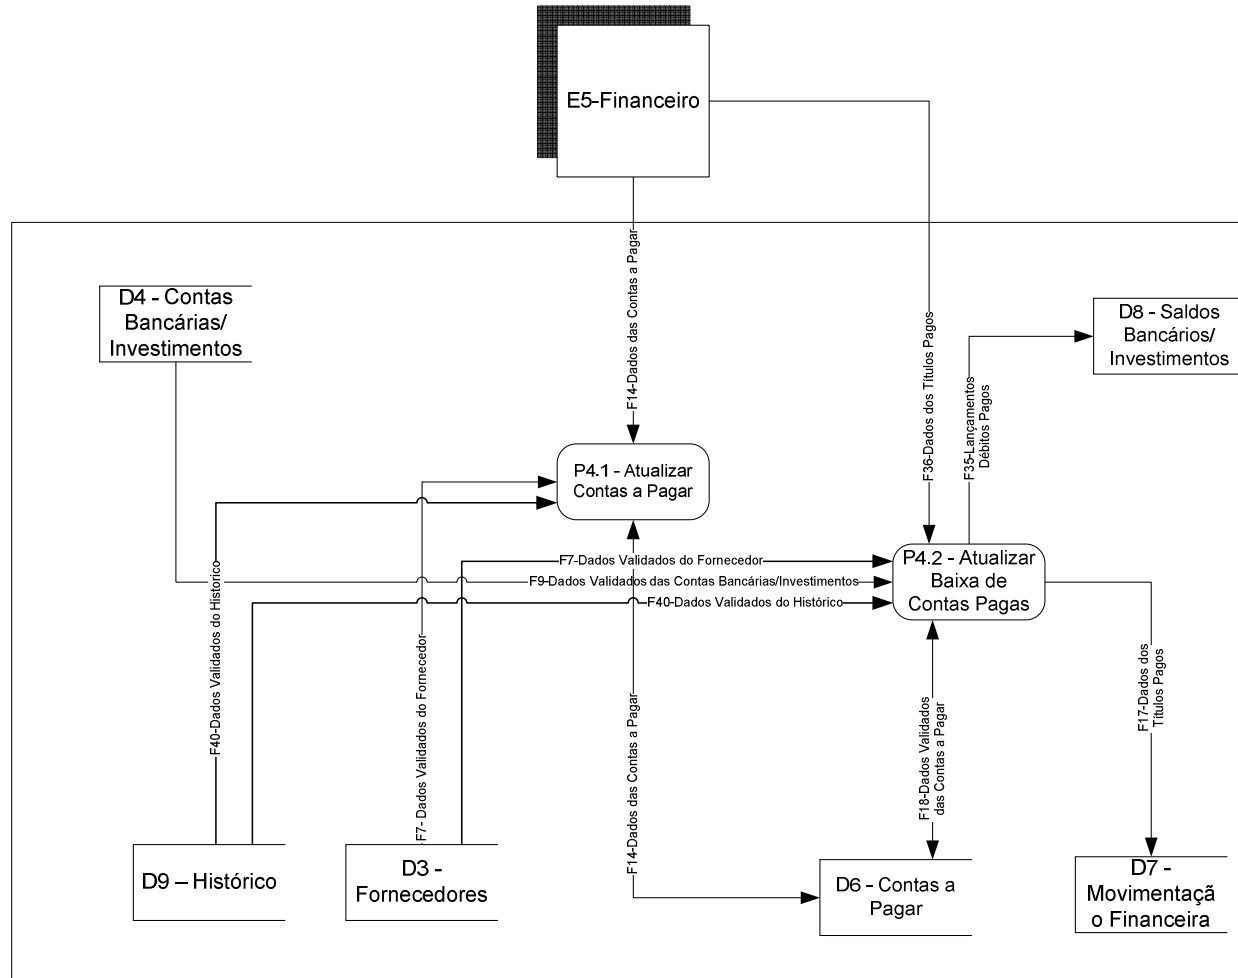 E5-Financeiro
F14-Dados das Contas a Pagar
F36-Dados dos Títulos Pagos
D4 - Contas
Bancárias/
Investimentos
D8 - Saldos
Bancários/
Investimentos
F35-Lançamentos
Débitos Pagos
P4.1 - Atualizar
Contas a Pagar
P4.2 - Atualizar
Baixa de
Contas Pagas
F7-Dados Validados do Fornecedor
F9-Dados Validados das Contas Bancárias/Investimentos
F40-Dados Validados do Histórico
F40-Dados Validados do Historico
F7- Dados Validados do Fornecedor
F14-Dados das Contas a Pagar
F18-Dados Validados
das Contas a Pagar
F17-Dados dos
Títulos Pagos
D9 – Histórico
D3 -
Fornecedores
D6 - Contas a
Pagar
D7 -
Movimentaçã
o Financeira